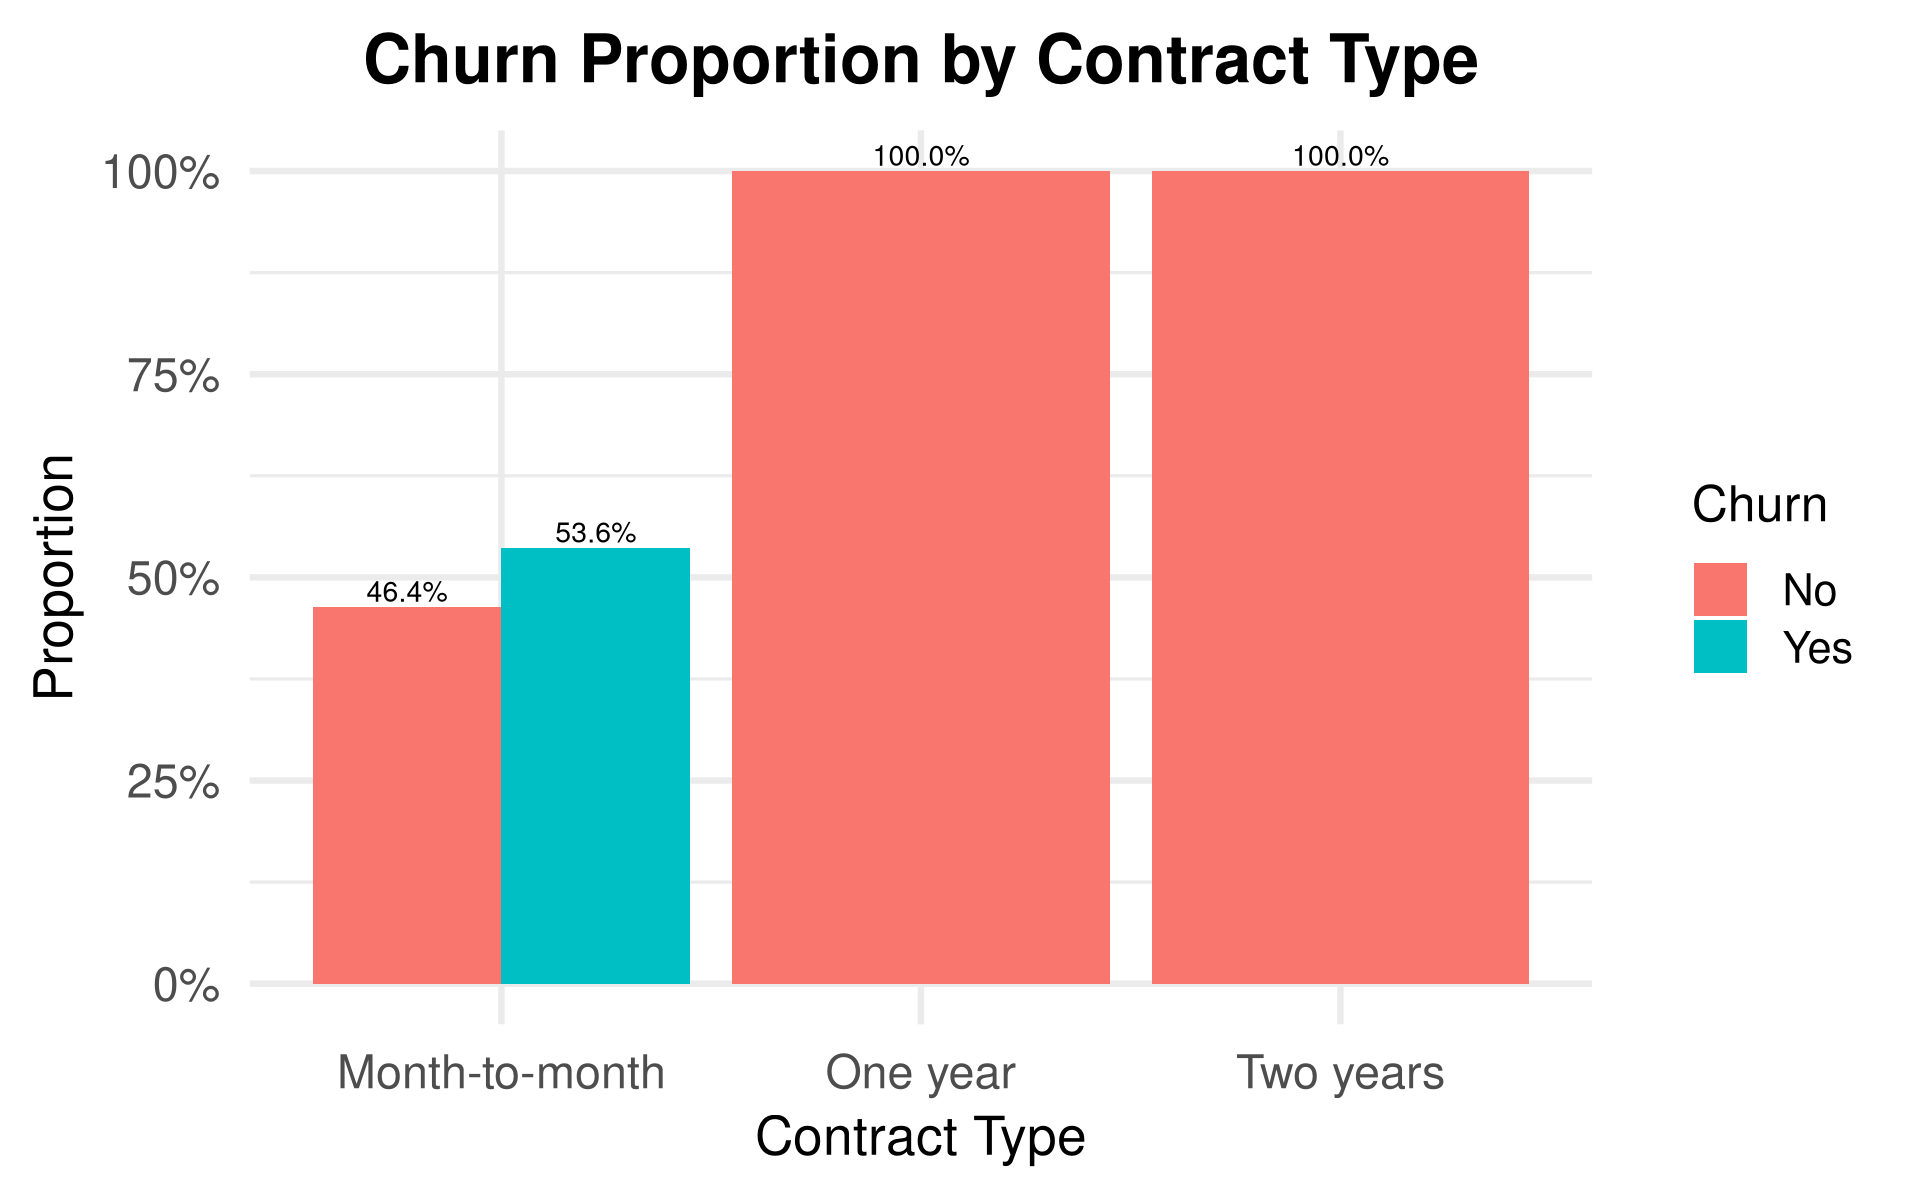 Churn Proportion by Contract Type
100%
75%
50%
25%
0%
Proportion
46.4%
53.6%
100.0%
100.0%
Month-to-month
One year
Two years
Contract Type
Churn
No
Yes